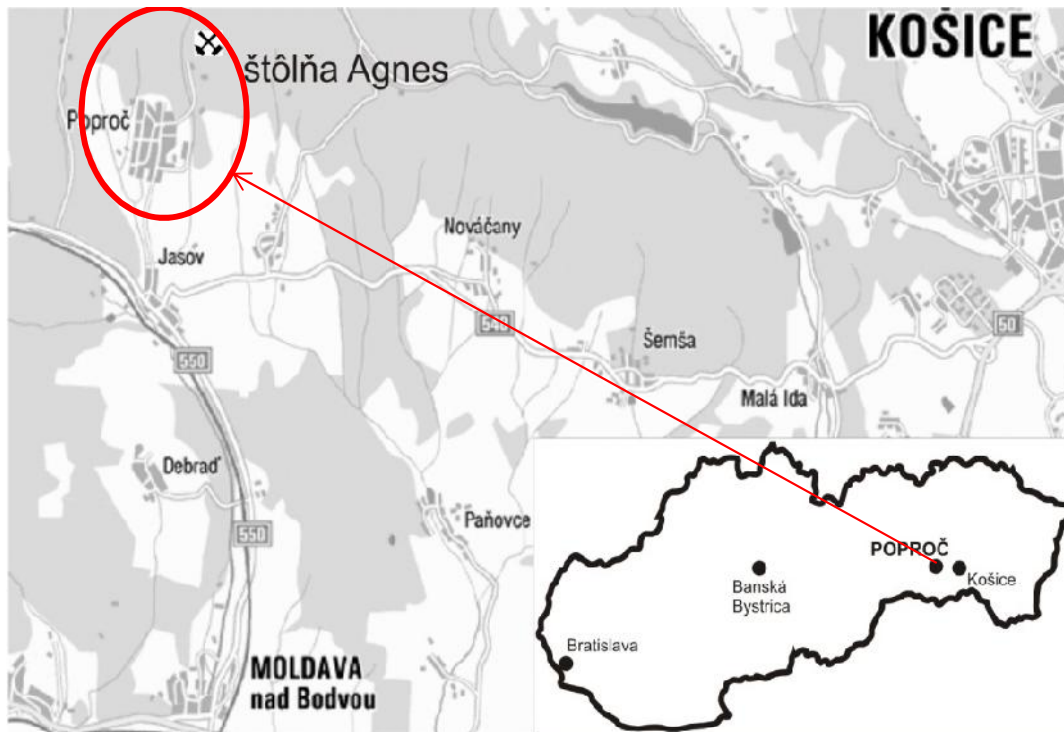 KOŠICE
štôlňa Agnes
Poproč
Nováčany
Jasóv
548
50
Šemša
550
Malá Ida
Debraď
550
Paňovce
POPROČ
Košice
Banská
Bystrica
Bratislava
MOLDAVA
nad Bodvou